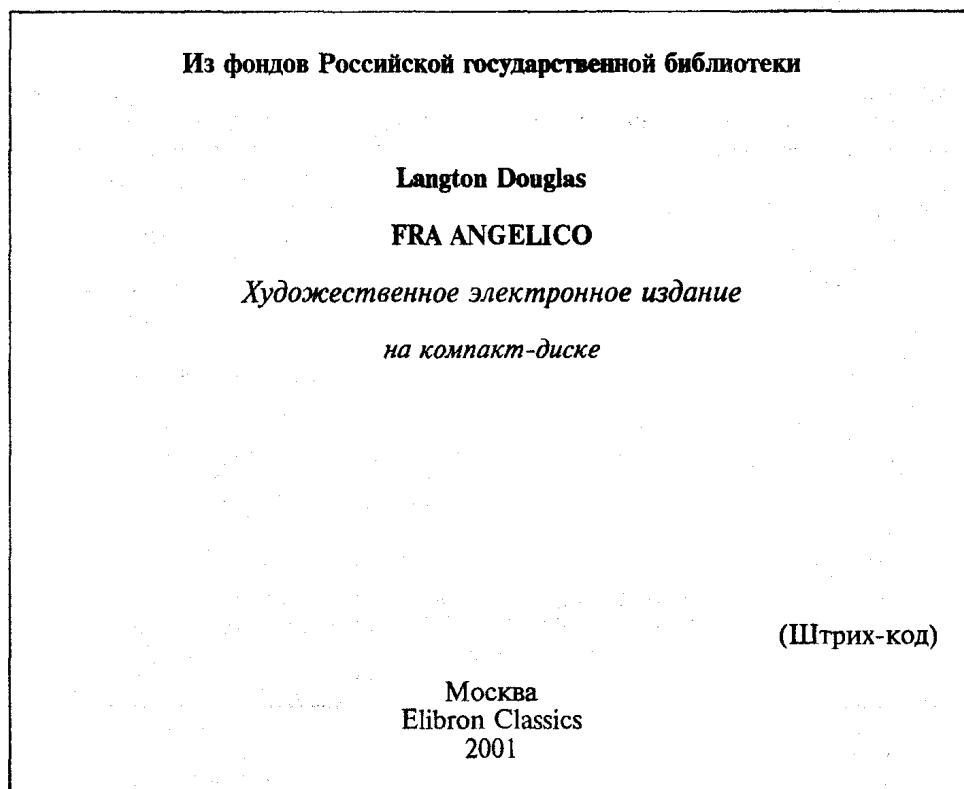 Из фондов Российской государственной библиотеки
Langton Douglas
FRA ANGELICO
Художественное электронное издание
на компакт-диске
(Штрих-код)
Москва
Elibron Classics
2001